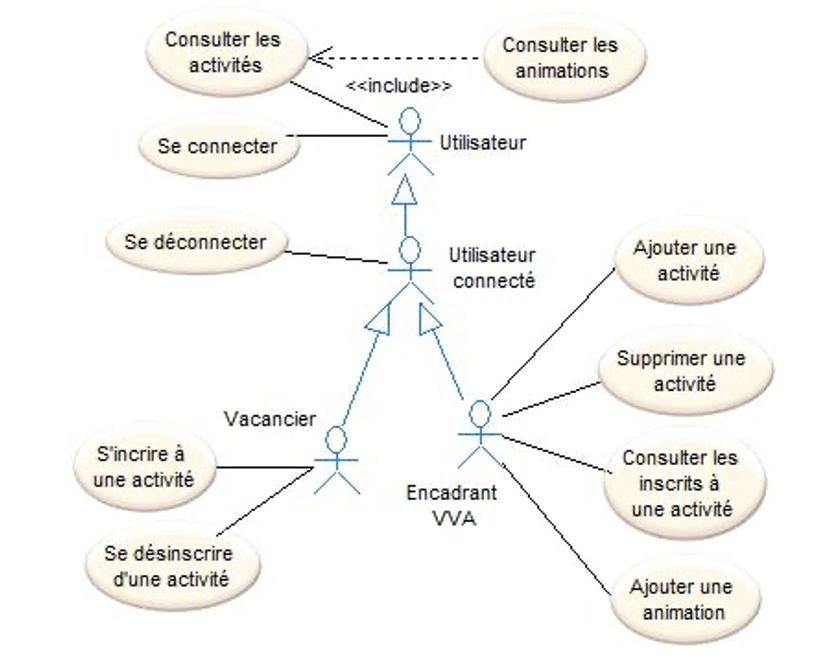 Consulter les
activités
Consulter les
animations
<<include>>
Se connecter
Utilisateur
Se déconnecter
Utilisateur
connecté
Ajouter une
activité
Supprimer une
activité
Vacancier
S'incrire à
une activité
Encadrant
VVA
Consulter les
inscrits à
une activité
Se désinscrire
d'une activité
Ajouter une
animation